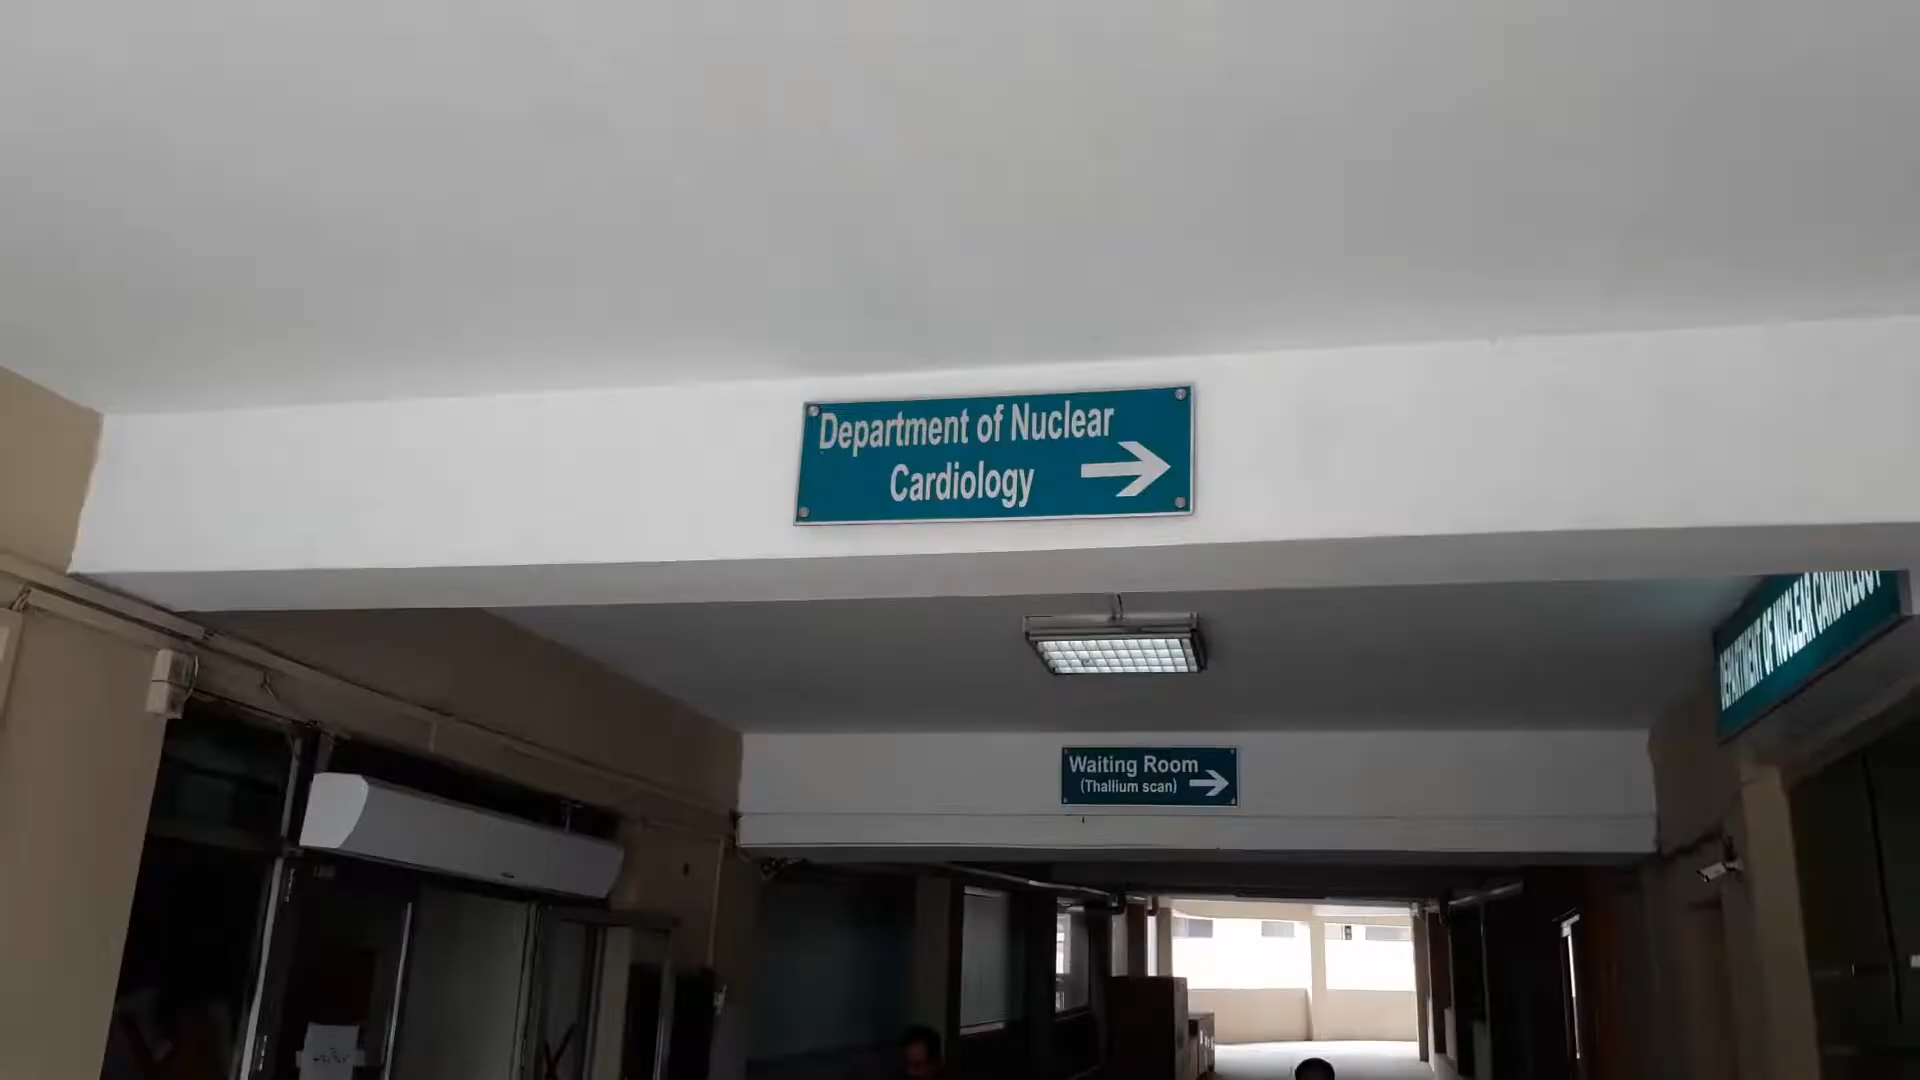 Department of Nuclear
Cardiology
DEPARTMENT OF NUCLEAR CARDIOLOGY
Waiting Room
(Thallium scan)